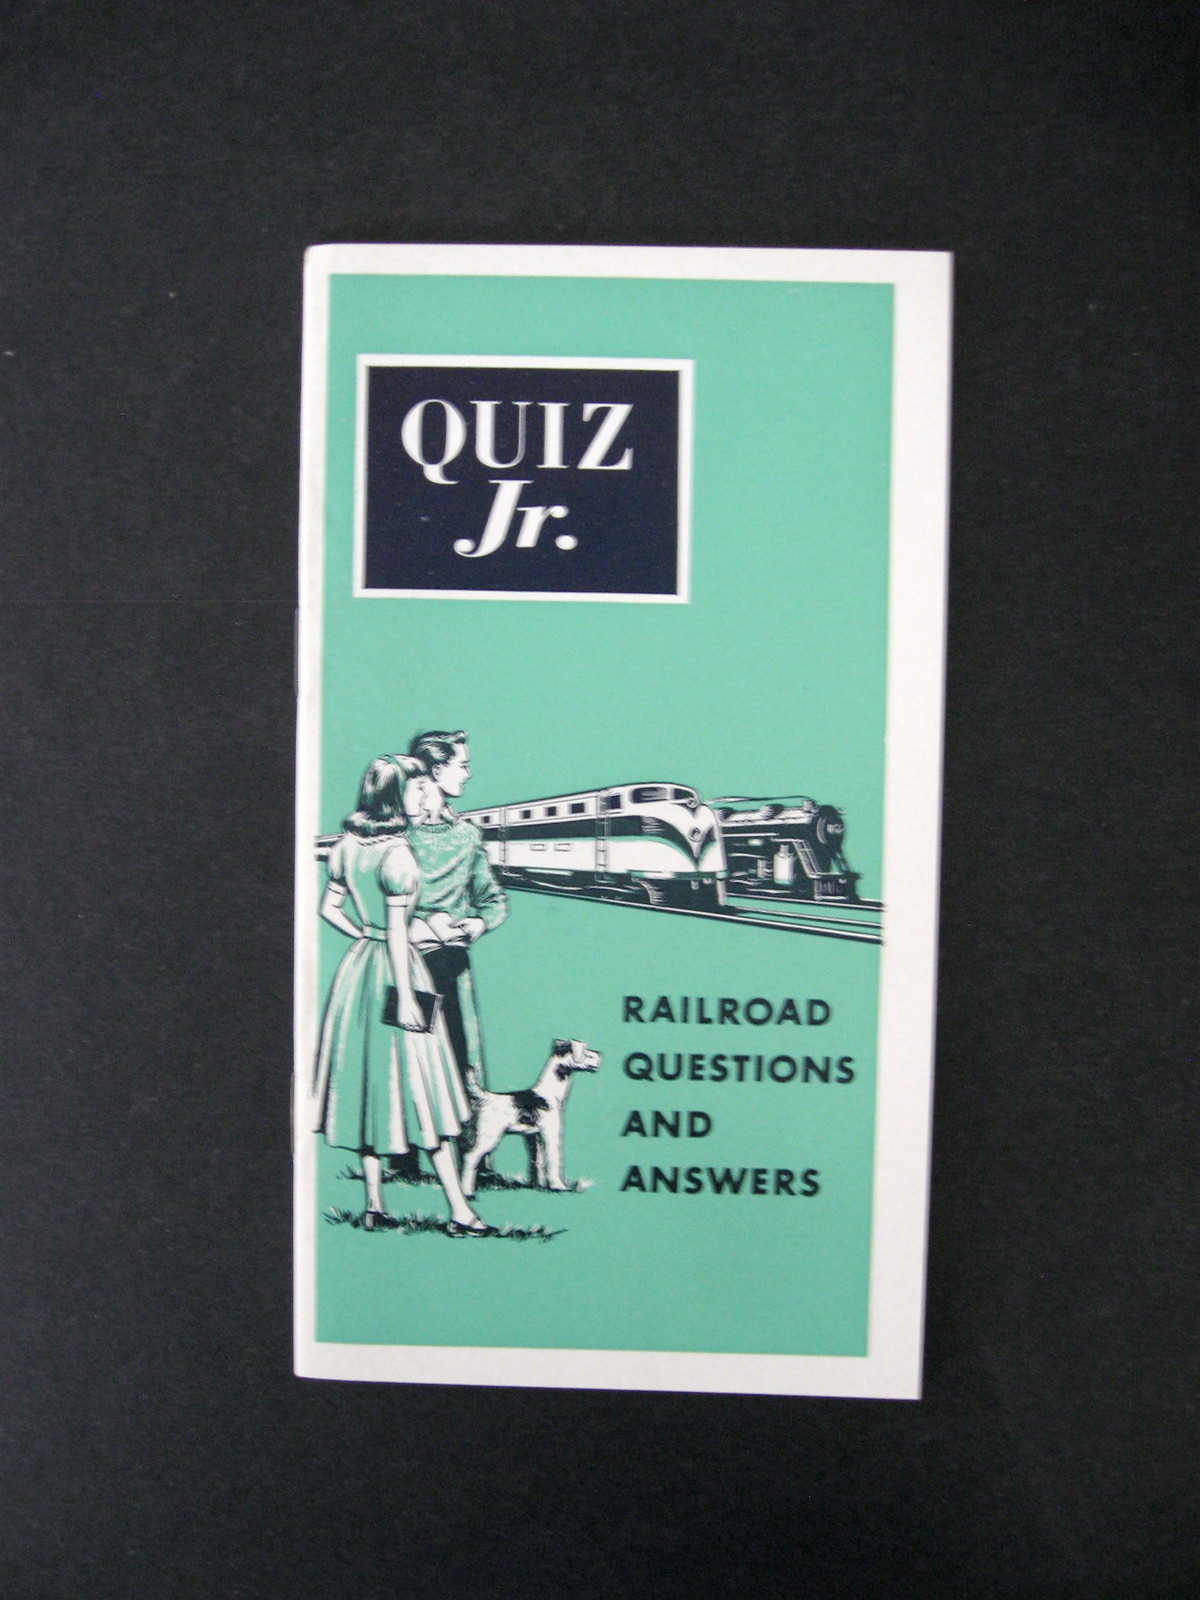 QUIZ
Jr.
RAILROAD
QUESTIONS
AND
ANSWERS